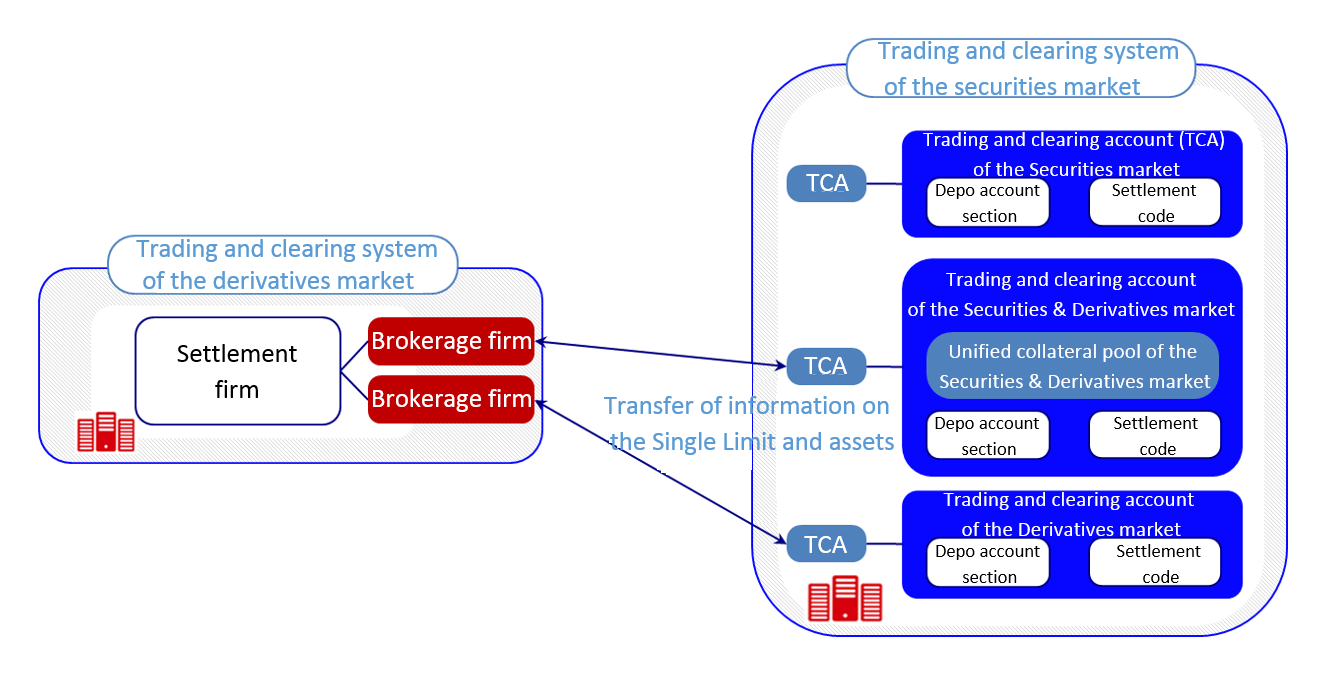 Trading and clearing system
of the derivatives market
Settlement
firm
Brokerage firm
Brokerage firm
Transfer of information on
the Single Limit and assets
Trading and clearing system
of the securities market
TCA
Trading and clearing account (TCA)
of the Securities market
Depo account
section
Settlement
code
TCA
Trading and clearing account
of the Securities & Derivatives market
Unified collateral pool of the
Securities & Derivatives market
Depo account
section
Settlement
code
TCA
Trading and clearing account
of the Derivatives market
Depo account
section
Settlement
code